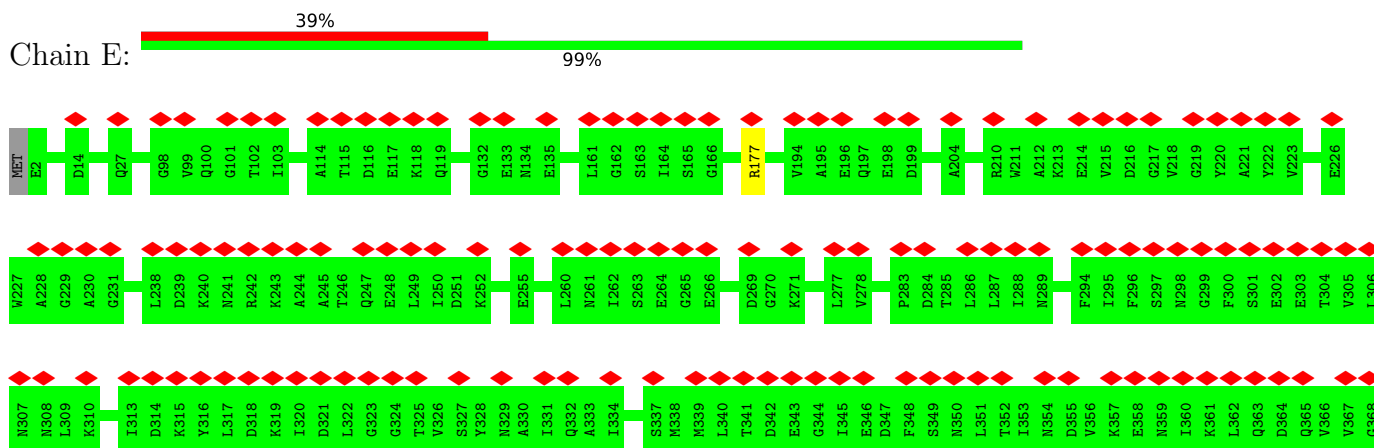 39%
Chain E:
99%
MET E2 D14 Q27 G98 V99 Q100 G101 T102 I103 A114 T115 D116 E117 K118 Q119 G132 E133 N134 E135 L161 G162 S163 I164 S165 G166 R177 V194 A195 E196 Q197 E198 D199 A204 R210 W211 A212 K213 E214 V215 D216 G217 V218 G219 Y220 A221 Y222 V223 E226
W227 A228 G229 A230 G231 L238 D239 K240 N241 R242 K243 A244 A245 T246 Q247 E248 L249 I250 D251 K252 E255 L260 N261 I262 S263 E264 G265 E266 D269 G270 K271 L277 V278 P283 D284 T285 L286 L287 I288 N289 F294 I295 F296 S297 N298 G299 F300 S301 E302 E303 T304 V305 L306
N307 N308 L309 K310 I313 D314 K315 Y316 L317 D318 K319 I320 D321 L322 G323 G324 T325 V326 S327 Y328 N329 A330 I331 Q332 A333 I334 S337 M338 M339 L340 T341 D342 E343 G344 I345 E346 D347 F348 S349 N350 L351 T352 I353 N354 D355 V356 K357 E358 N359 I360 K361 L362 Q363 D364 Q365 V366 V367 G368